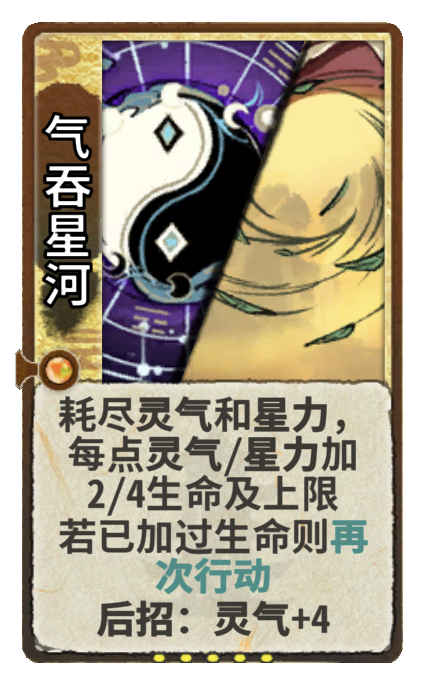 气吞星河
耗尽灵气和星力，
每点灵气/星力加
2/4生命及上限
若已加过生命则再
次行动
后招：灵气+4